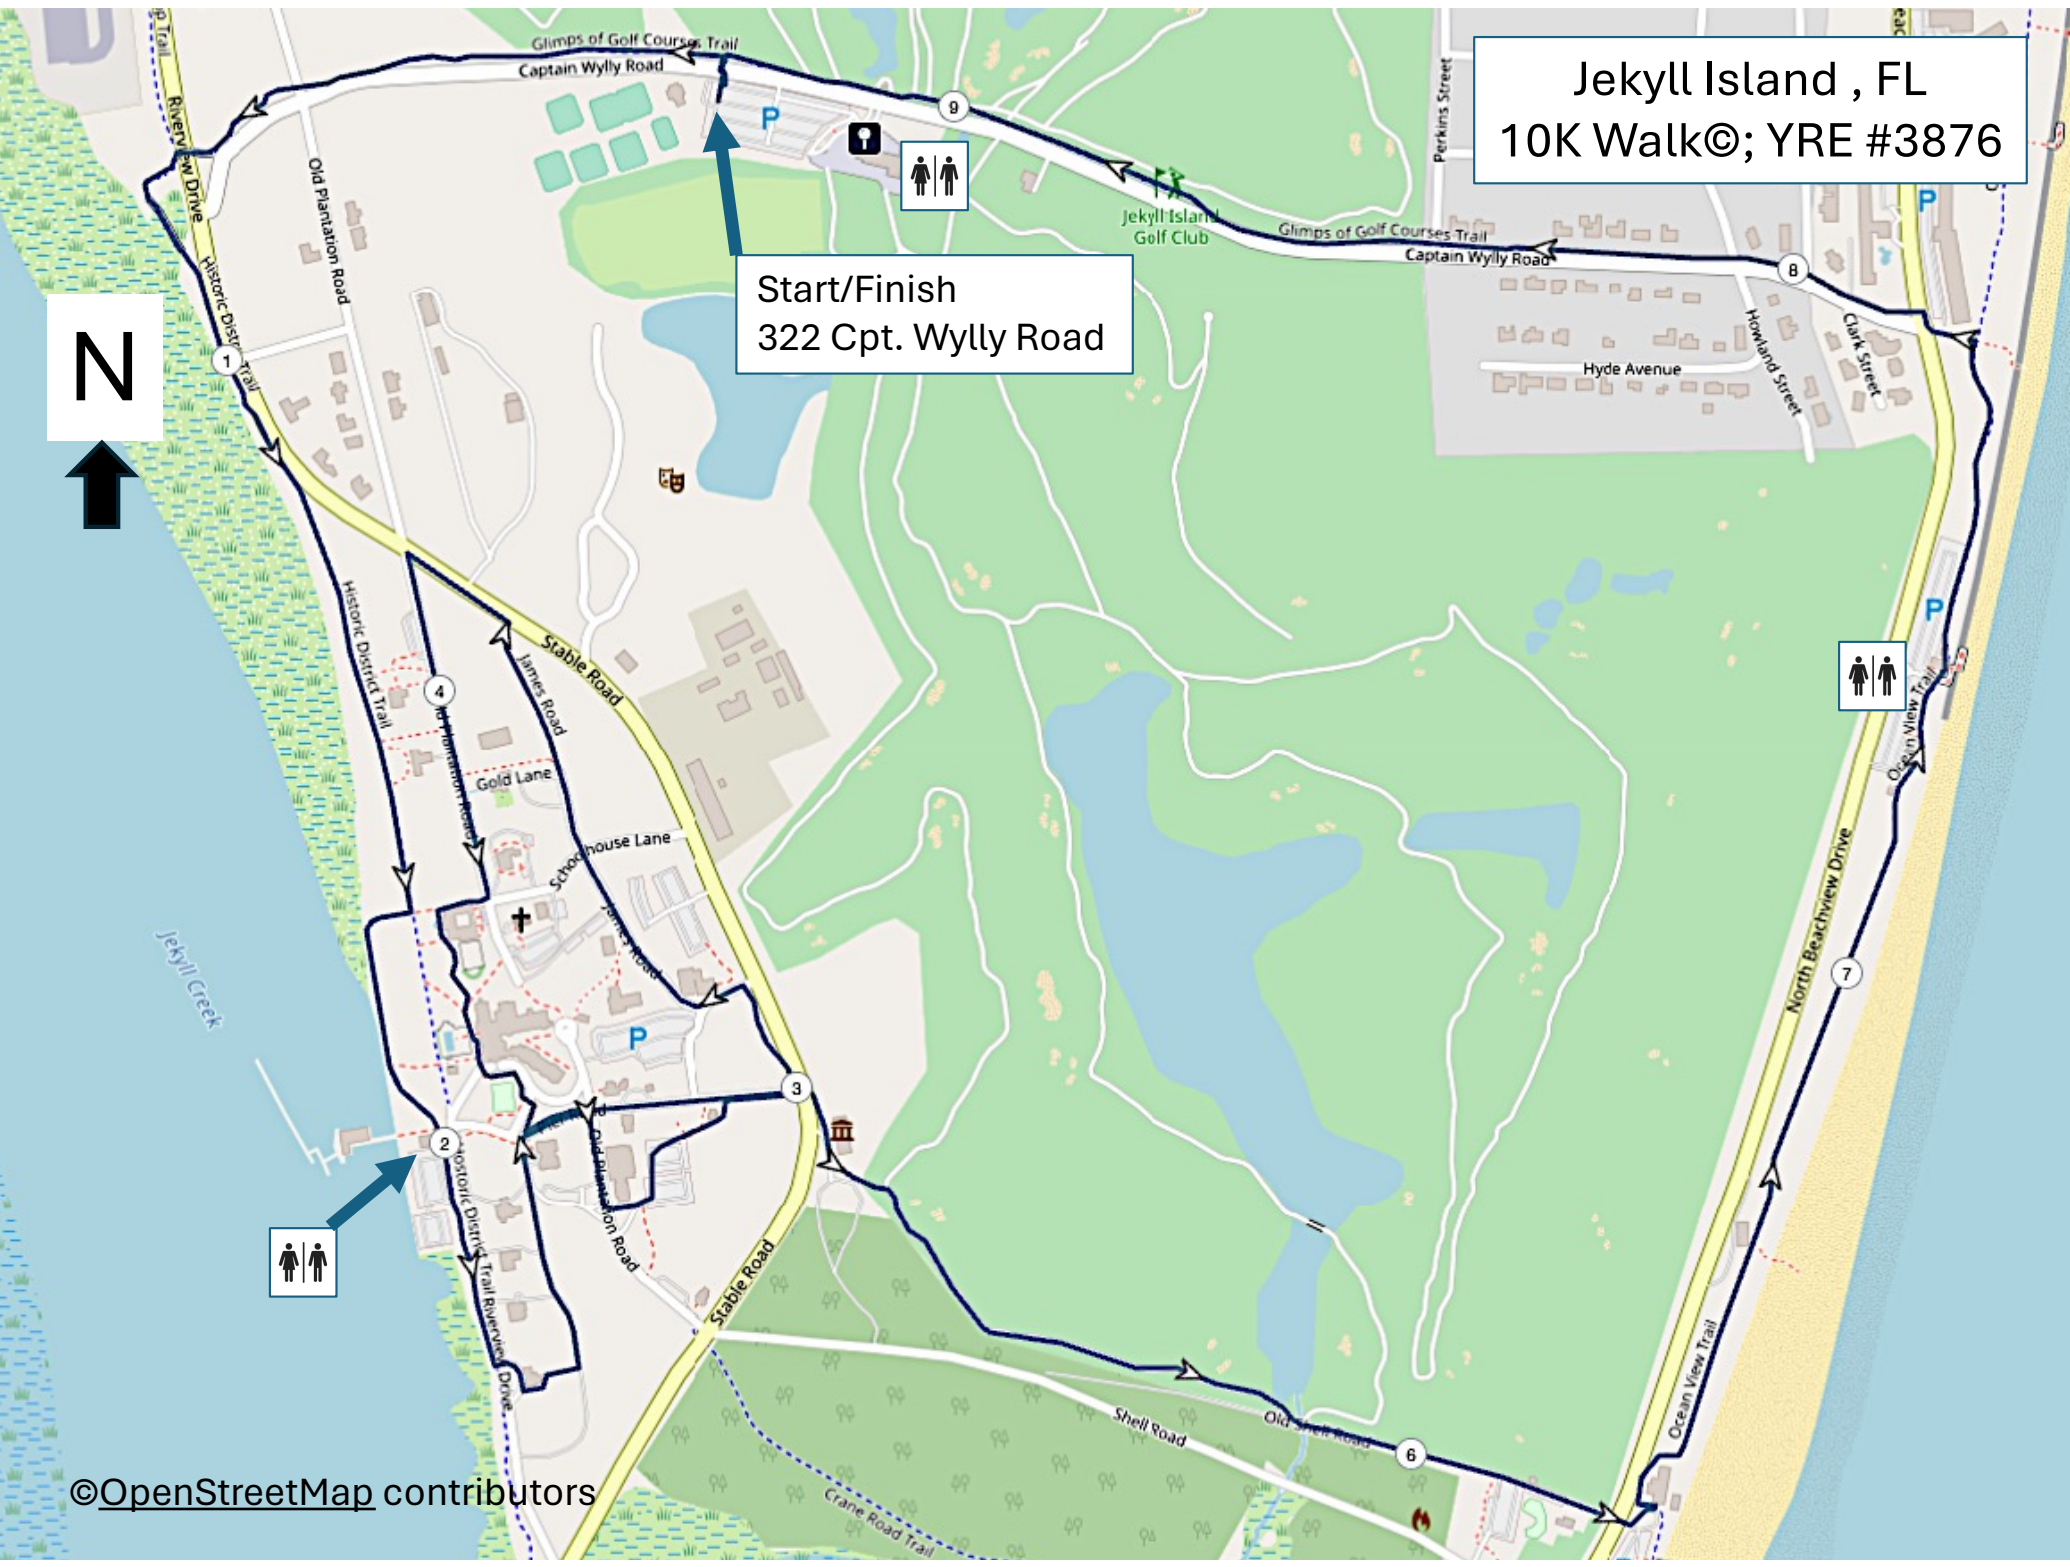 Jekyll Island , FL
10K Walk©; YRE #3876
Glimps of Golf Courses Trail
Captain Wylly Road
Perkins Street
Riverview Drive
Old Plantation Road
P
9
P
Jekyll Island
Golf Club
Glimps of Golf Courses Trail
Captain Wylly Road
8
Start/Finish
322 Cpt. Wylly Road
N
Historic District Trail
1
Howland Street
Clark Street
Hyde Avenue
Historic District Trail
4
Old Plantation Road
James Road
Stable Road
P
Gold Lane
Schoolhouse Lane
Ocean View Trail
North Beachview Drive
James Road
Jekyll Creek
7
P
3
2
Old Plantation Road
Historic District Trail
Riverview Drive
Stable Road
Ocean View Trail
Shell Road
Old Shell Road
6
Crane Road Trail
©OpenStreetMap contributors